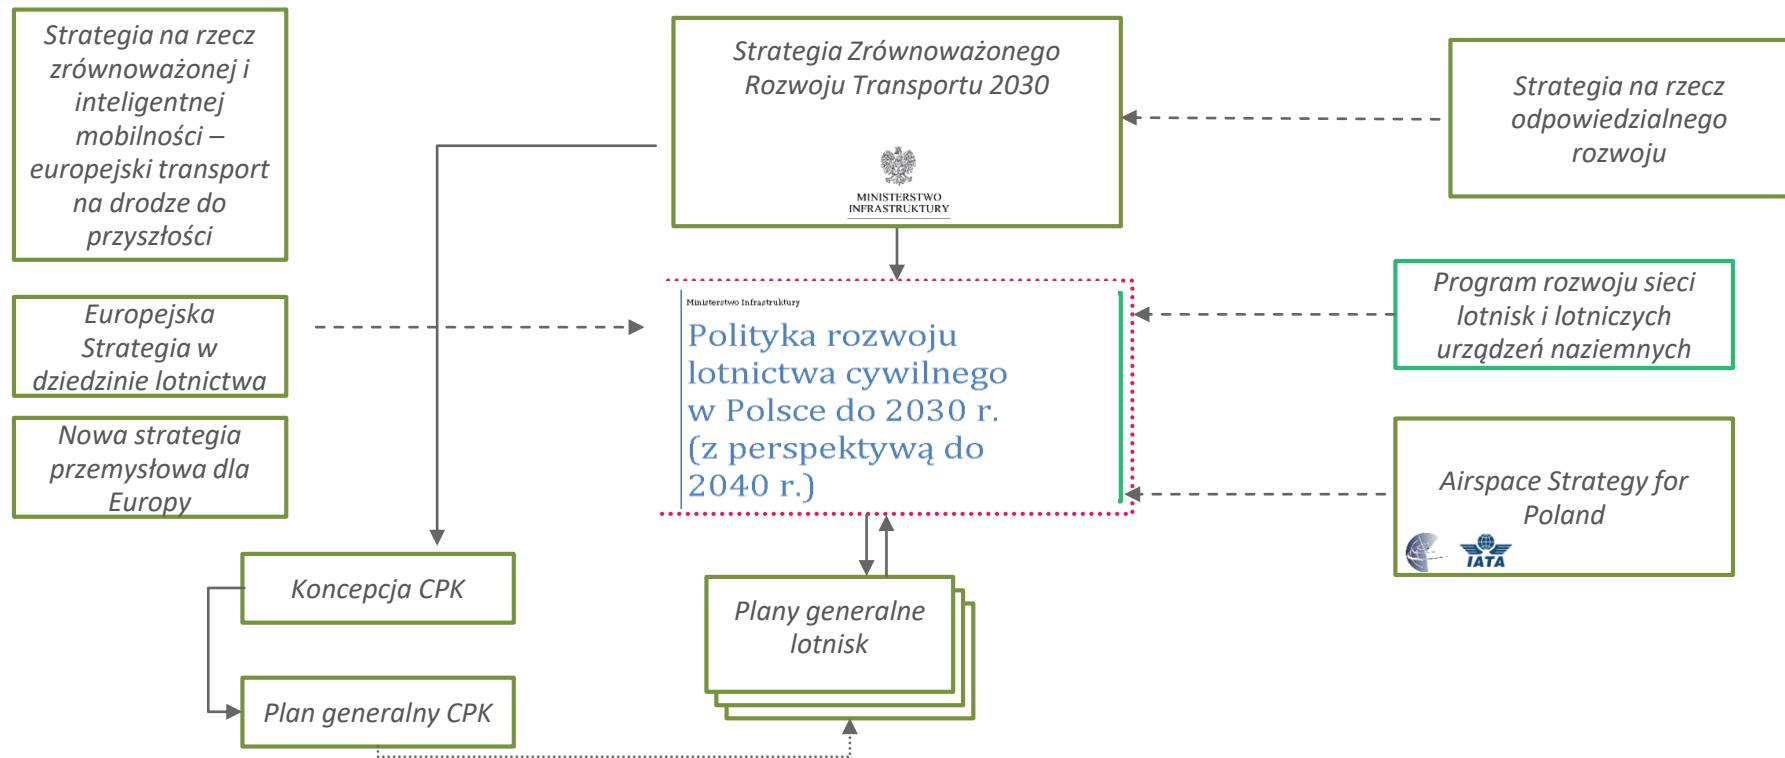 Strategia na rzecz
zrównoważonej i
inteligentnej
mobilności –
europejski transport
na drodze do
przyszłości
Strategia Zrównoważonego
Rozwoju Transportu 2030
MINISTERSTWO
INFRASTRUKTURY
Strategia na rzecz
odpowiedzialnego
rozwoju
Europejska
Strategia w
dziedzinie lotnictwa
Ministerstwo Infrastruktury
Polityka rozwoju
lotnictwa cywilnego
w Polsce do 2030 r.
(z perspektywą do
2040 r.)
Program rozwoju sieci
lotnisk i lotniczych
urządzeń naziemnych
Nowa strategia
przemysłowa dla
Europy
Airspace Strategy for
Poland
IATA
Koncepcja CPK
Plany generalne
lotnisk
Plan generalny CPK